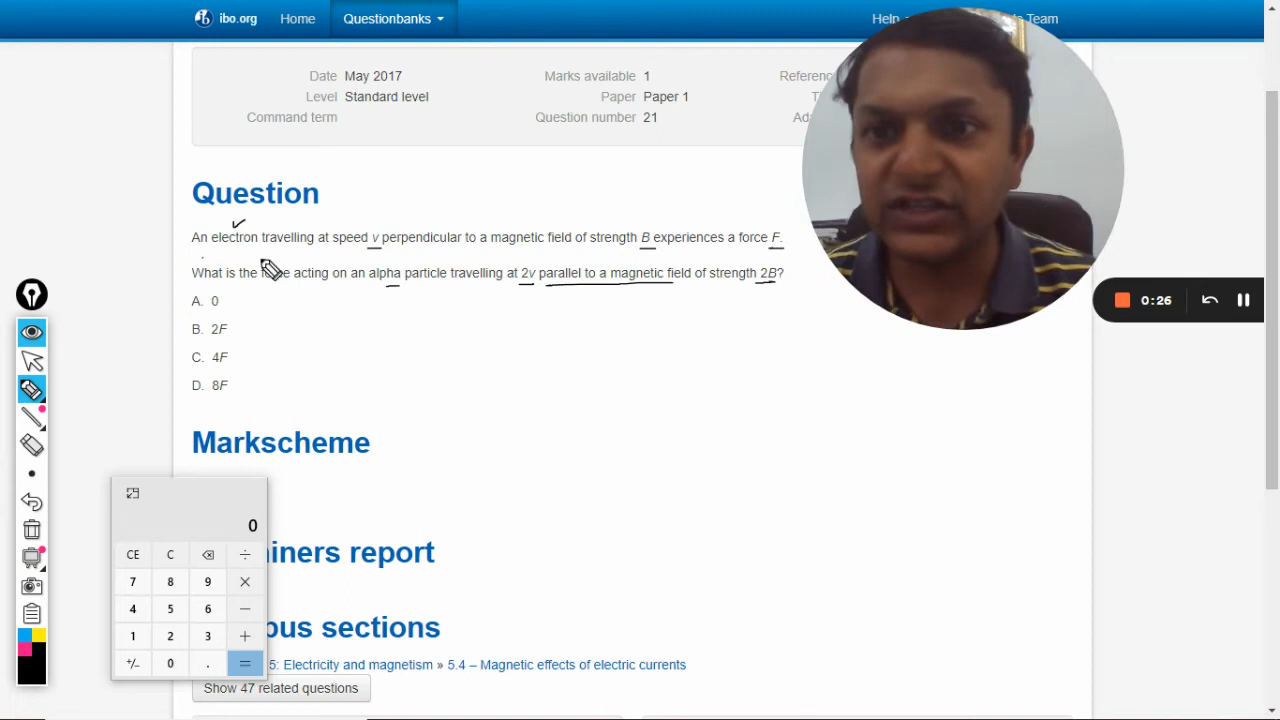 ibo.org Home Questionbanks Help 's Team
Date May 2017 Marks available 1
Level Standard level Paper Paper 1
Command term Question number 21
Question
An electron travelling at speed v perpendicular to a magnetic field of strength B experiences a force F.
What is the acting on an alpha particle travelling at 2v parallel to a magnetic field of strength 2B?
A. 0
B. 2F
C. 4F
D. 8F
0:26
Markscheme
0
CE C ÷
7 8 9 ×
4 5 6 −
1 2 3 +
+/− 0 . =
iners report
bus sections
5: Electricity and magnetism » 5.4 – Magnetic effects of electric currents
Show 47 related questions